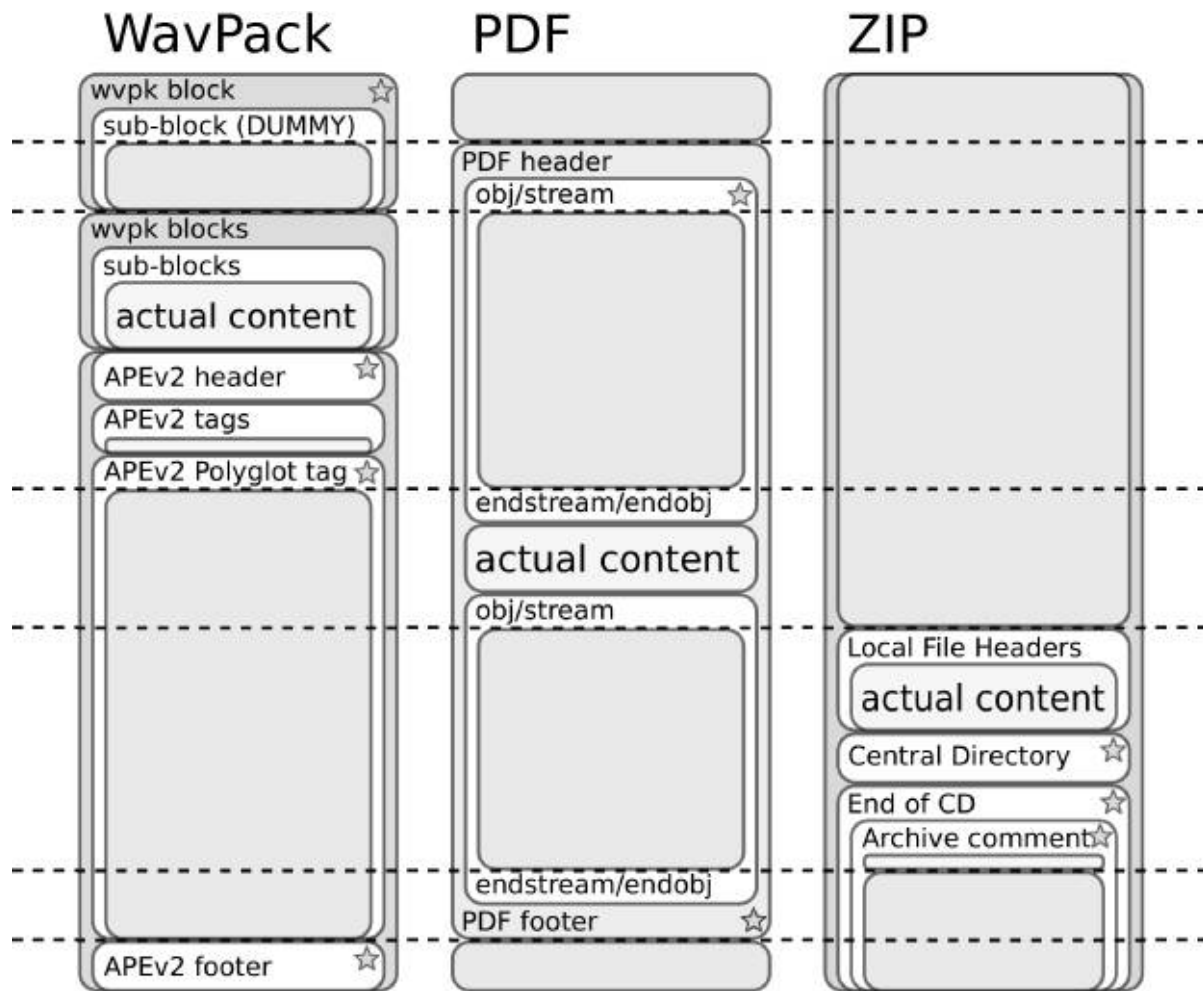 WavPack
wvpk block
sub-block (DUMMY)
wvpk blocks
sub-blocks
actual content
APEv2 header
APEv2 tags
APEv2 Polyglot tag
APEv2 footer
PDF
PDF header
obj/stream
endstream/endobj
actual content
obj/stream
endstream/endobj
PDF footer
ZIP
Local File Headers
actual content
Central Directory
End of CD
Archive comment